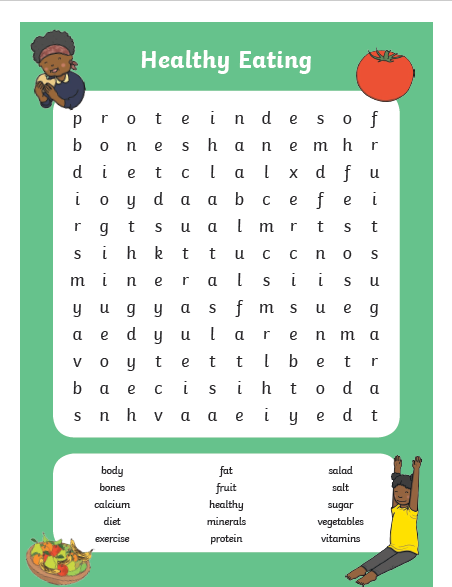 Healthy Eating
p r o t e i n d e s o f
b o n e s h a n e m h r
d i e t c l a l x d f u
i o y d a a b c e f e i
r g t s u a l m r t s t
s i h k t t u c c n o s
m i n e r a l s i i s u
y u g y a s f m s u e g
a e d y u l a r e n m a
v o y t e t t l b e t r
b a e c i s i h t o d a
s n h v a a e i y e d t
body fat salad
bones fruit salt
calcium healthy sugar
diet minerals vegetables
exercise protein vitamins